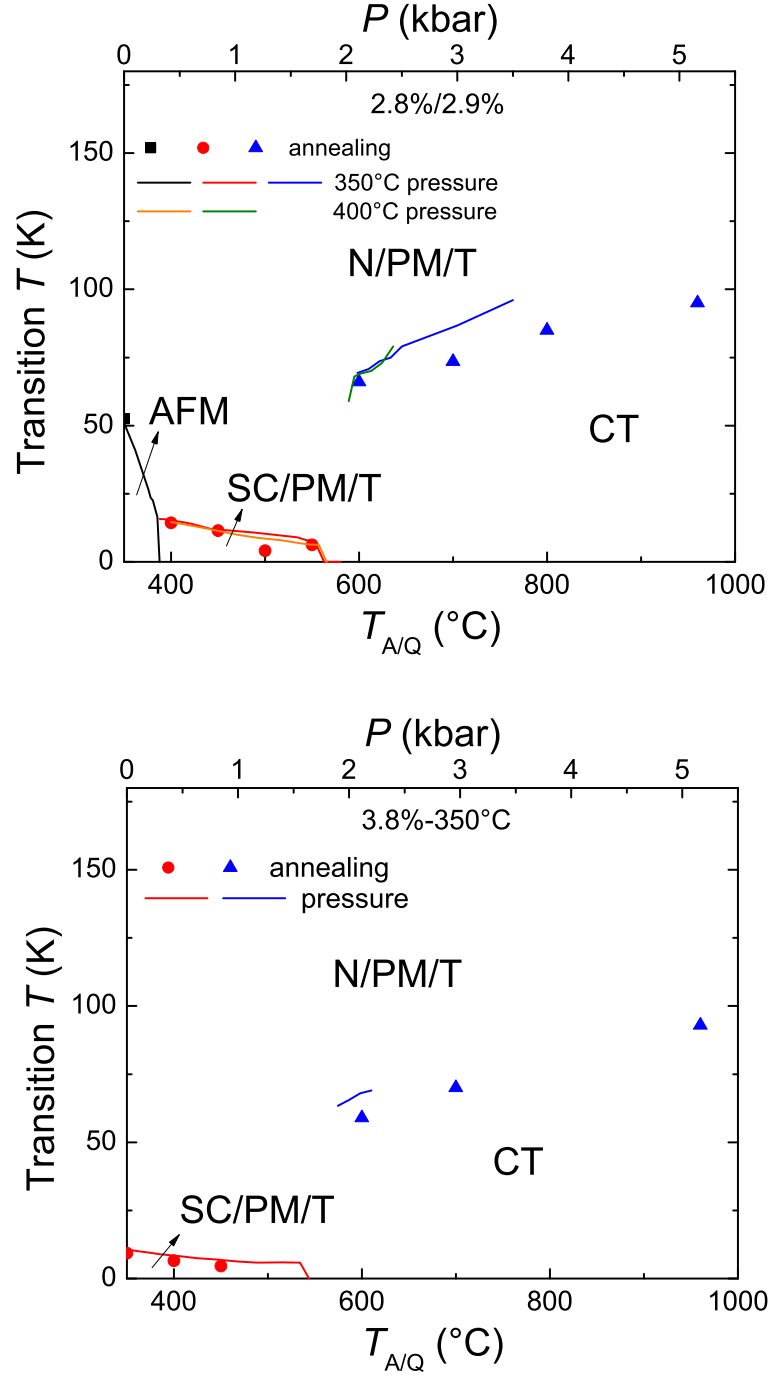 P (kbar)
0 1 2 3 4 5
2.8%/2.9%
annealing
350°C pressure
400°C pressure
N/PM/T
AFM
SC/PM/T
CT
Transition T (K)
150
100
50
0
400 600 800 1000
T_A/Q (°C)
P (kbar)
0 1 2 3 4 5
3.8%-350°C
annealing
pressure
N/PM/T
SC/PM/T
CT
Transition T (K)
150
100
50
0
400 600 800 1000
T_A/Q (°C)